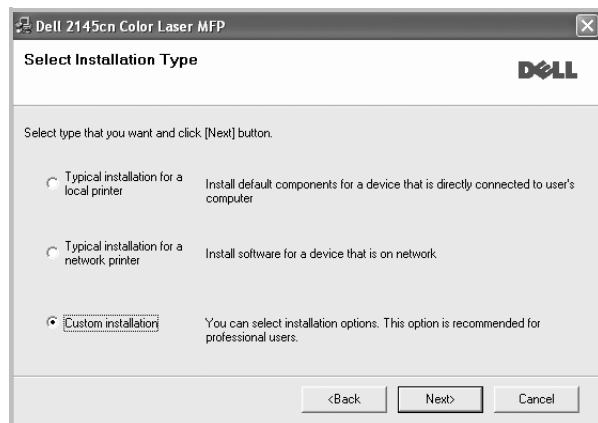 Dell 2145cn Color Laser MFP
Select Installation Type
DELL
Select type that you want and click [Next] button.
Typical installation for a
local printer
Install default components for a device that is directly connected to user's
computer
Typical installation for a
network printer
Install software for a device that is on network
Custom installation
You can select installation options. This option is recommended for
professional users.
<Back
Next>
Cancel